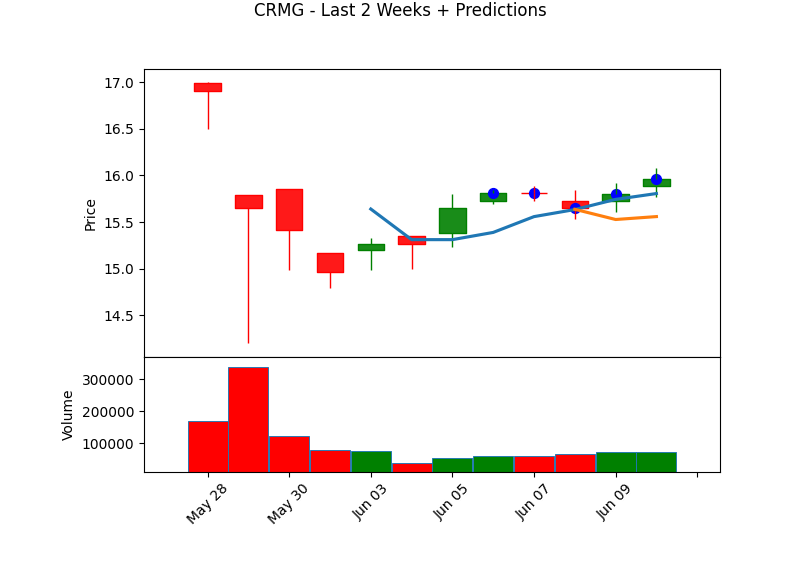 CRMG - Last 2 Weeks + Predictions
17.0
16.5
16.0
15.5
15.0
14.5
Price
300000
200000
100000
Volume
May 28
May 30
Jun 03
Jun 05
Jun 07
Jun 09